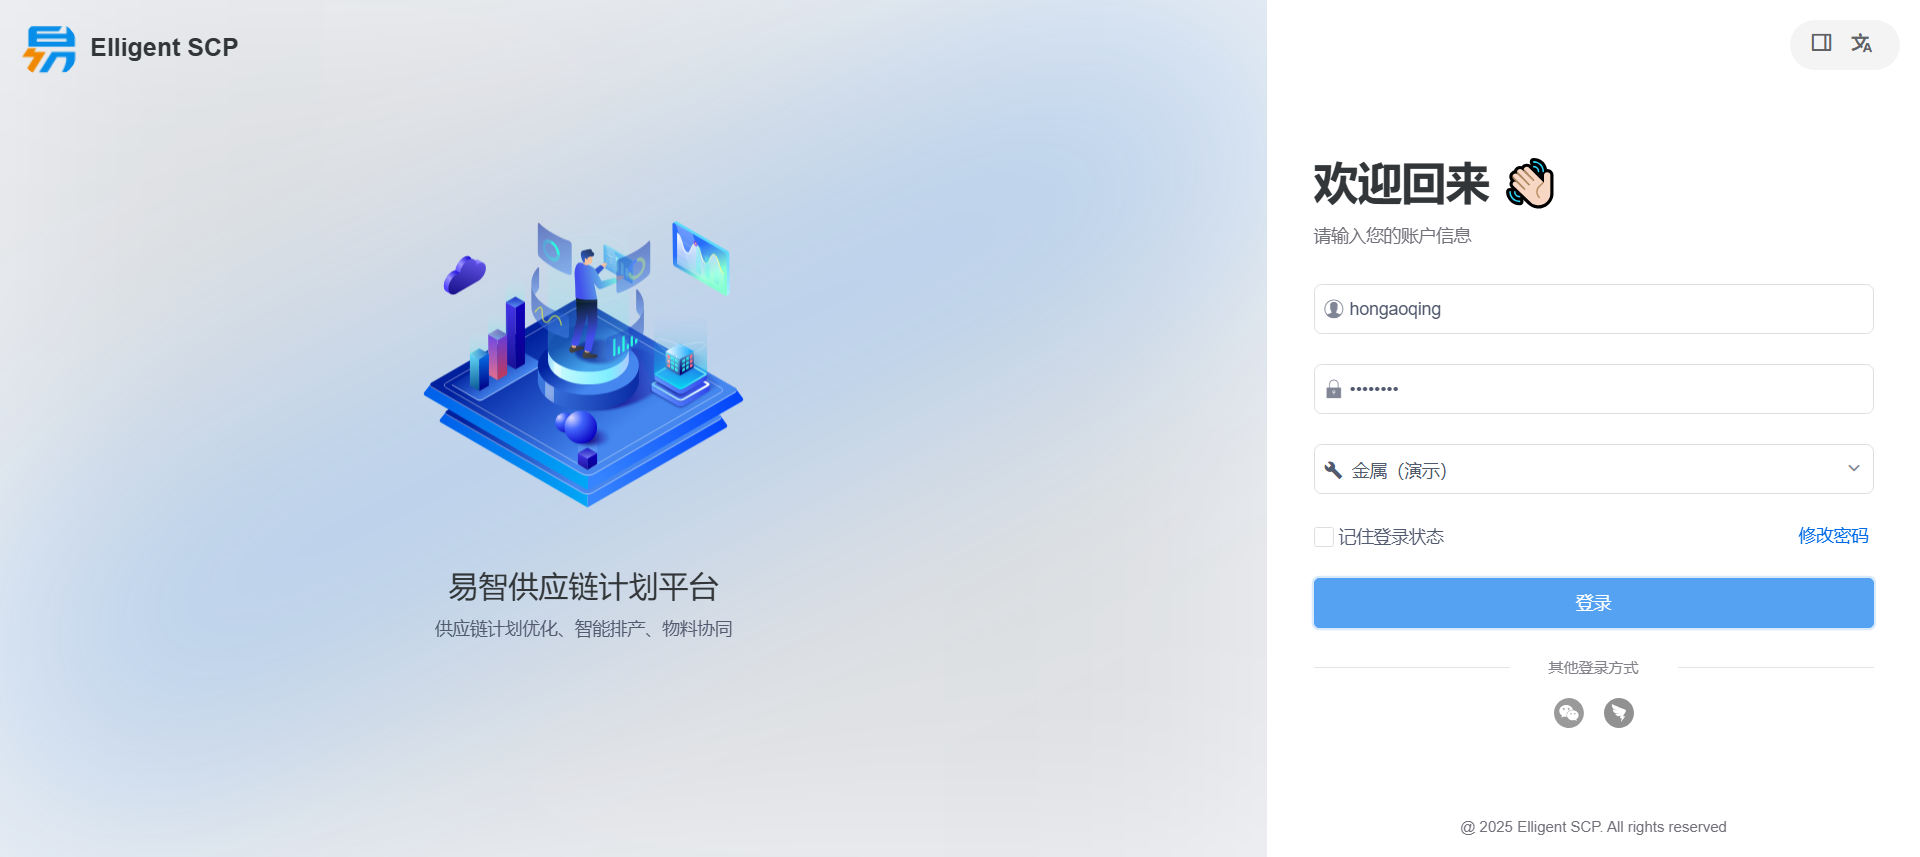 Elligent SCP
易智供应链计划平台
供应链计划优化、智能排产、物料协同
欢迎回来
请输入您的账户信息
hongaoqing
••••••••
金属（演示）
记住登录状态
修改密码
登录
其他登录方式
@ 2025 Elligent SCP. All rights reserved